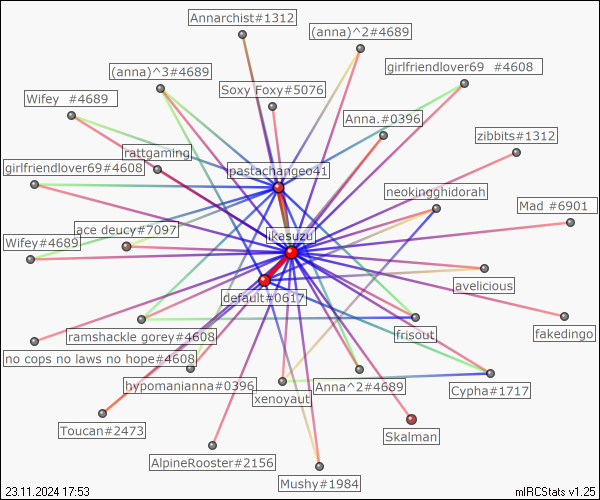 Annarchist#1312
(anna)^2#4689
(anna)^3#4689
girlfriendlover69 #4608
Soxy Foxy#5076
Wifey #4689
Anna.#0396
zibbits#1312
rattgaming
pastachangeo41
girlfriendlover69#4608
neokingghidorah
Mad #6901
ace deucy#7097
ikasuzu
Wifey#4689
avelicious
default#0617
ramshackle gorey#4608
frisout
fakedingo
no cops no laws no hope#4608
hypomanianna#0396
Anna^2#4689
Cypha#1717
xenoyaut
Toucan#2473
Skalman
AlpineRooster#2156
Mushy#1984
23.11.2024 17:53
mIRCStats v1.25